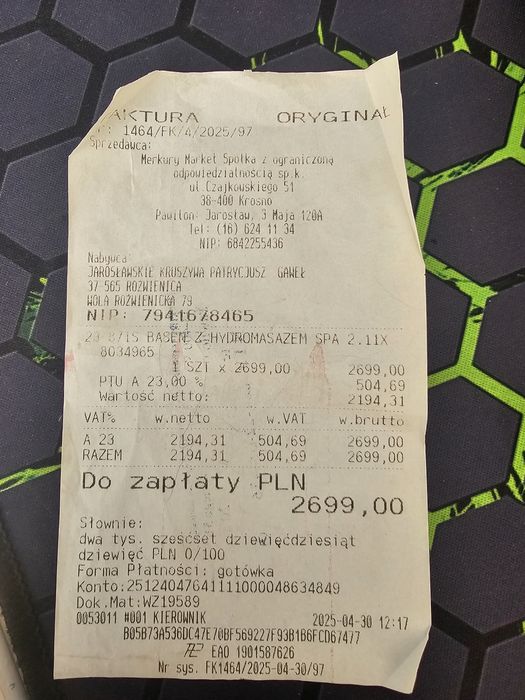 AKTURA ORYGINAŁ
1464/FK/4/2025/97
Sprzedawca:
Merkury Market Spółka z ograniczoną
odpowiedzialnością sp.k.
ul.Czajkowskiego 51
38-400 Krosno
Pawilon: Jarosław, 3 Maja 120A
Tel: (16) 624 11 34
NIP: 6842255436
Nabywca:
JAROSŁAWSKIE KRUSZYWA PATRYCJUSZ GAWEŁ
37 565 ROŹWIENICA
WOLA ROŹWIENICKA 79
NIP: 7941678465
BASEN Z HYDROMASAZEM SPA 2.11X
8034965
1 SZT x 2699,00 2699,00
PTU A 23,00 % 504,69
Wartość netto: 2194,31
VAT% w.netto w.VAT w.brutto
A 23 2194,31 504,69 2699,00
RAZEM 2194,31 504,69 2699,00
Do zapłaty PLN
2699,00
Słownie:
dwa tys. sześćset dziewięćdziesiąt
dziewięć PLN 0/100
Forma Płatności: gotówka
Konto:25124047641111000048634849
Dok.Mat:WZ19589
0053011 #001 KIEROWNIK 2025-04-30 12:17
B05B73A536DC47E70BF569227F93B1B6FCD67477
EAO 1901587626
Nr sys. FK1464/2025-04-30/97